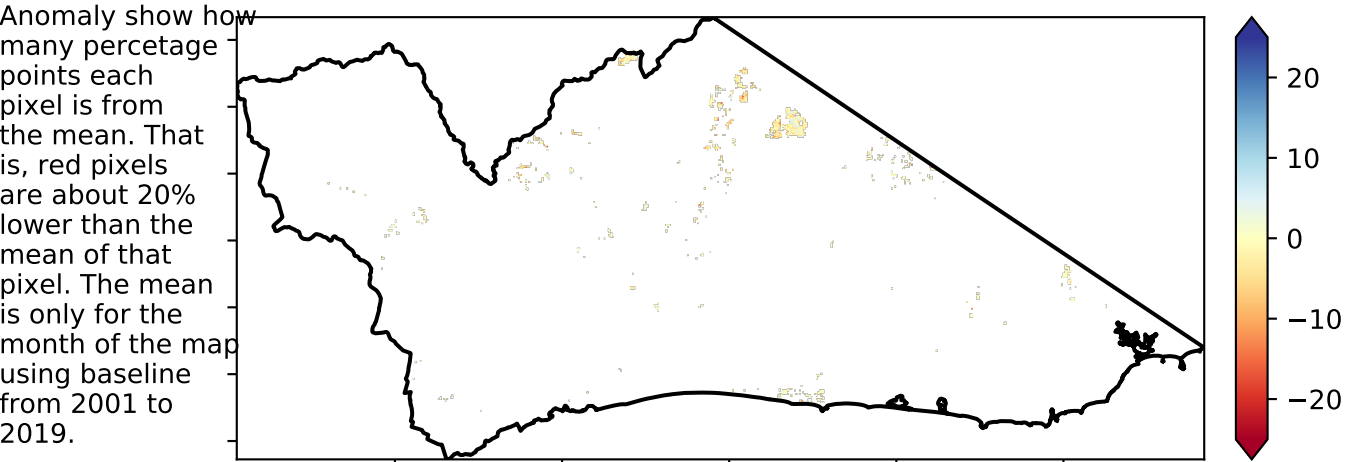 Anomaly show how
many percetage
points each
pixel is from
the mean. That
is, red pixels
are about 20%
lower than the
mean of that
pixel. The mean
is only for the
month of the map
using baseline
from 2001 to
2019.
20
10
0
−10
−20